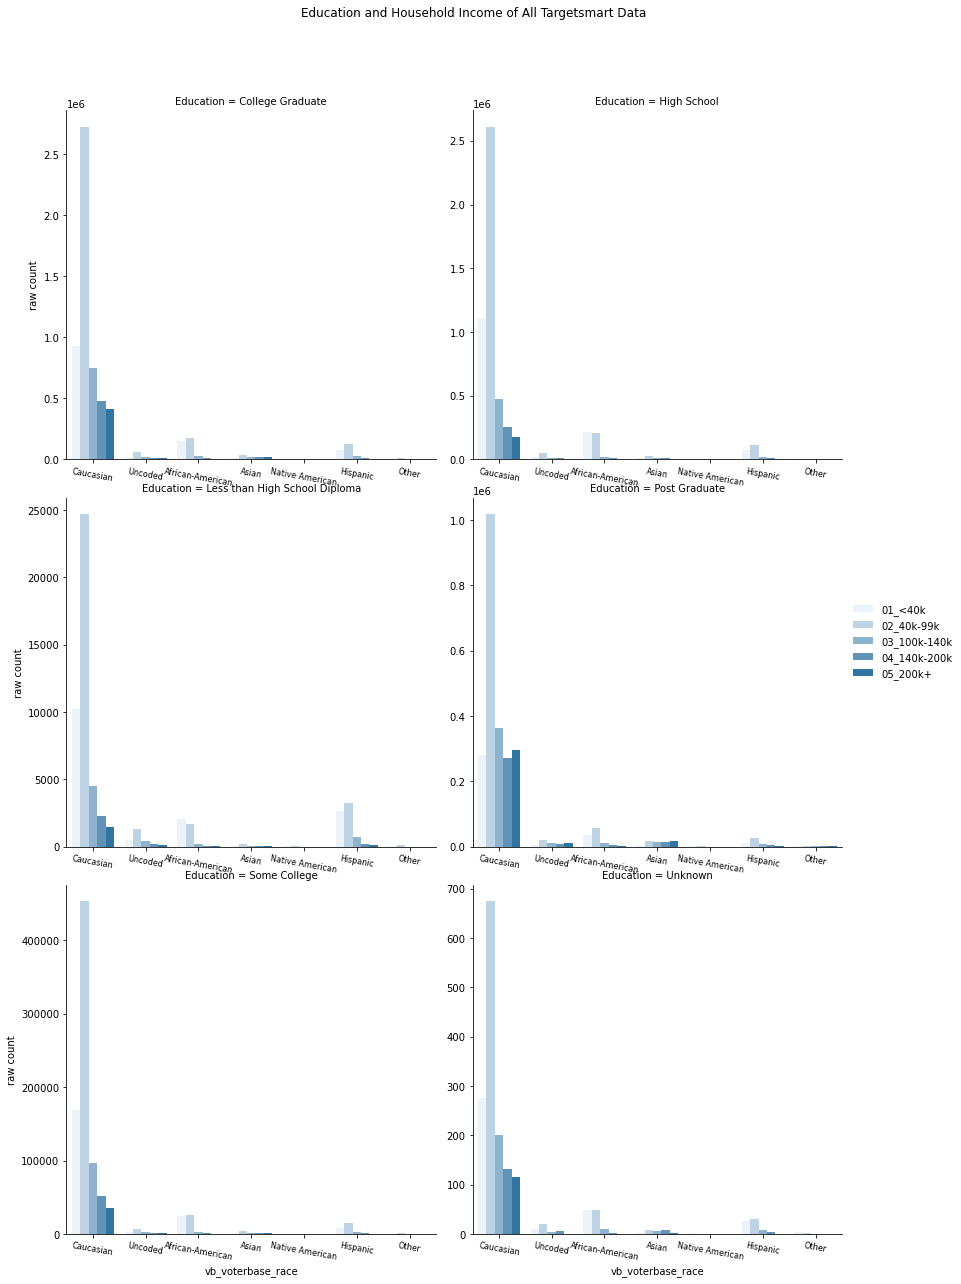 Education and Household Income of All Targetsmart Data
Education = College Graduate
1e6
raw count
2.5
2.0
1.5
1.0
0.5
0.0
Caucasian Uncoded African-American Asian Native American Hispanic Other
Education = High School
1e6
2.5
2.0
1.5
1.0
0.5
0.0
Caucasian Uncoded African-American Asian Native American Hispanic Other
Education = Less than High School Diploma
raw count
25000
20000
15000
10000
5000
0
Caucasian Uncoded African-American Asian Native American Hispanic Other
Education = Post Graduate
1e6
1.0
0.8
0.6
0.4
0.2
0.0
Caucasian Uncoded African-American Asian Native American Hispanic Other
01_<40k
02_40k-99k
03_100k-140k
04_140k-200k
05_200k+
Education = Some College
raw count
400000
300000
200000
100000
0
Caucasian Uncoded African-American Asian Native American Hispanic Other
vb_voterbase_race
Education = Unknown
700
600
500
400
300
200
100
0
Caucasian Uncoded African-American Asian Native American Hispanic Other
vb_voterbase_race